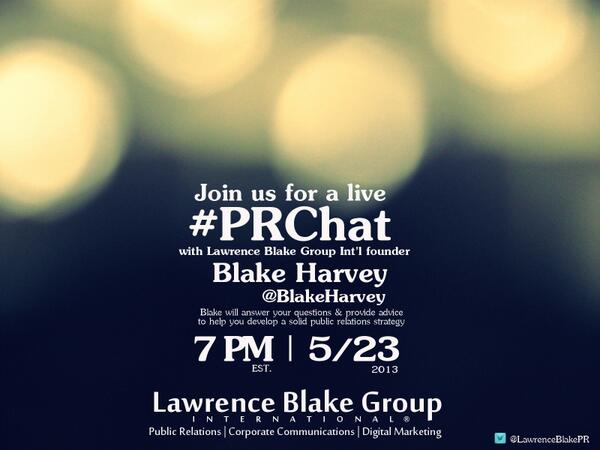 Join us for a live
#PRChat
with Lawrence Blake Group Int'l founder
Blake Harvey
@BlakeHarvey
Blake will answer your questions & provide advice
to help you develop a solid public relations strategy
7 PM | 5/23
EST. 2013
Lawrence Blake Group
INTERNATIONAL®
Public Relations | Corporate Communications | Digital Marketing
@LawrenceBlakePR